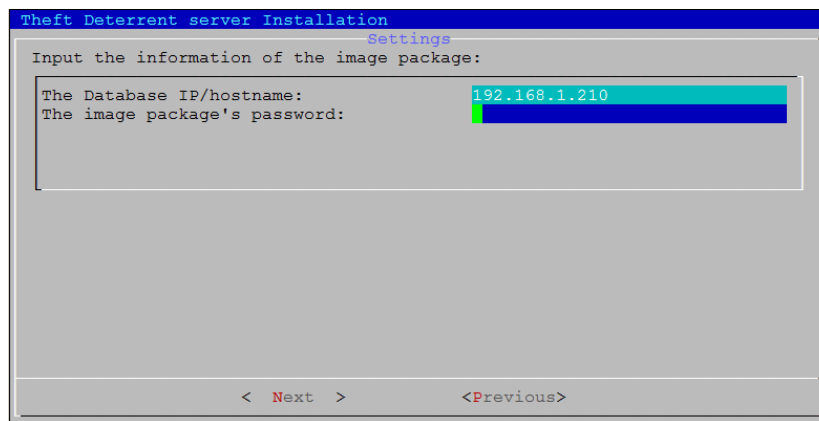 Theft Deterrent server Installation
Settings
Input the information of the image package:
The Database IP/hostname: 192.168.1.210
The image package's password:
< Next > <Previous>